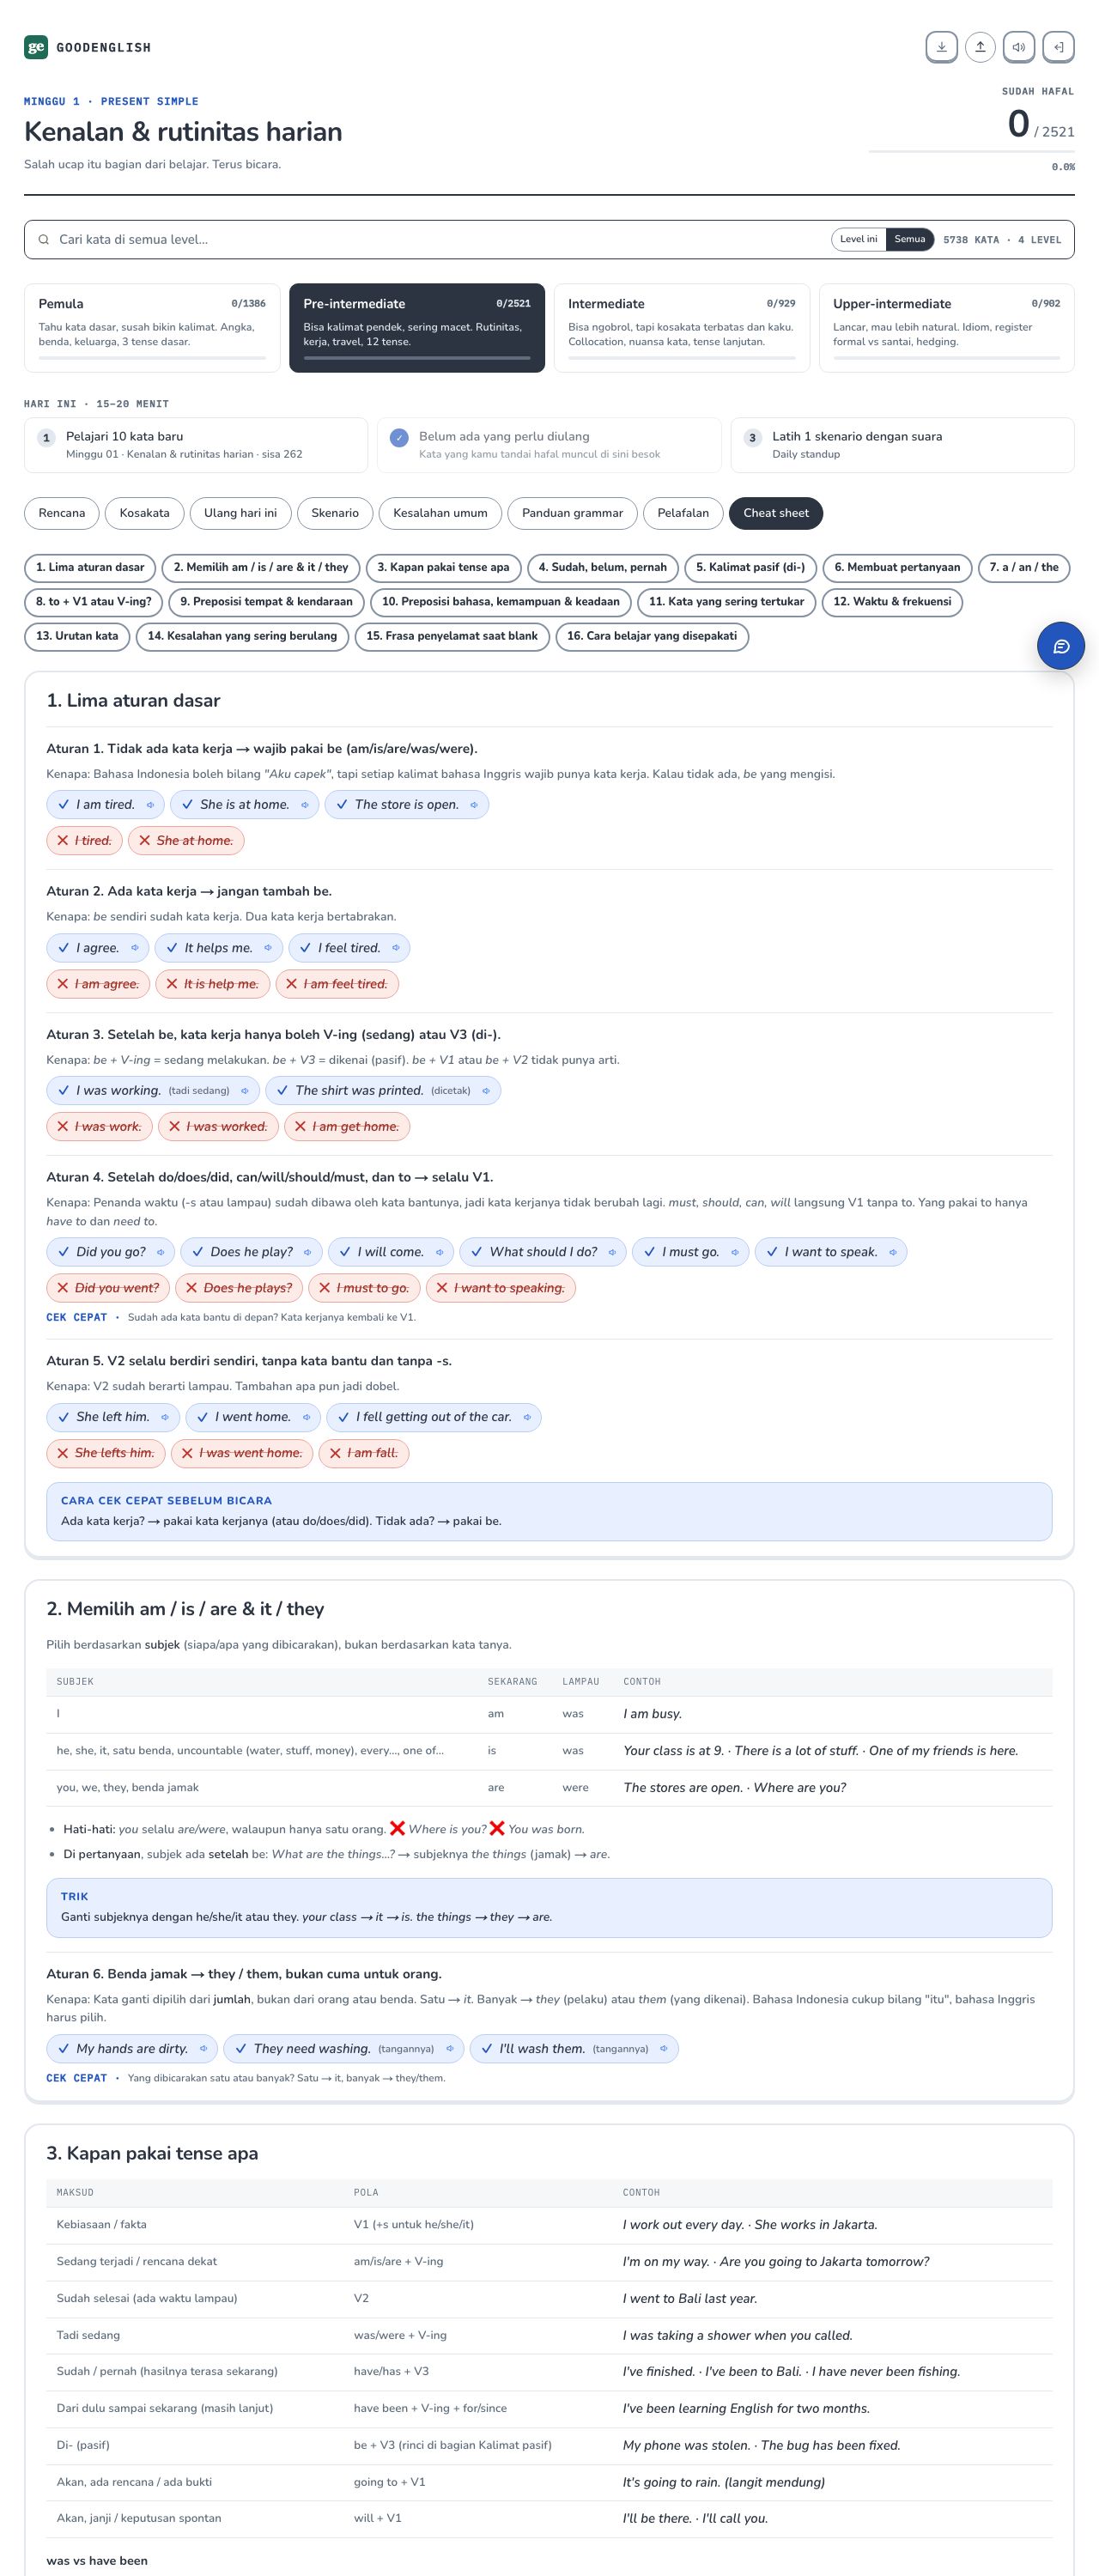 ge GOODENGLISH
MINGGU 1 · PRESENT SIMPLE
Kenalan & rutinitas harian
Salah ucap itu bagian dari belajar. Terus bicara.
SUDAH HAFAL
0 / 2521
0.0%
Cari kata di semua level...
Level ini Semua 5738 KATA · 4 LEVEL
Pemula 0/1386
Tahu kata dasar, susah bikin kalimat. Angka,
benda, keluarga, 3 tense dasar.
Pre-intermediate 0/2521
Bisa kalimat pendek, sering macet. Rutinitas,
kerja, travel, 12 tense.
Intermediate 0/929
Bisa ngobrol, tapi kosakata terbatas dan kaku.
Collocation, nuansa kata, tense lanjutan.
Upper-intermediate 0/902
Lancar, mau lebih natural. Idiom, register
formal vs santai, hedging.
HARI INI · 15–20 MENIT
1 Pelajari 10 kata baru
Minggu 01 · Kenalan & rutinitas harian · sisa 262
✓ Belum ada yang perlu diulang
Kata yang kamu tandai hafal muncul di sini besok
3 Latih 1 skenario dengan suara
Daily standup
Rencana Kosakata Ulang hari ini Skenario Kesalahan umum Panduan grammar Pelafalan Cheat sheet
1. Lima aturan dasar 2. Memilih am / is / are & it / they 3. Kapan pakai tense apa 4. Sudah, belum, pernah 5. Kalimat pasif (di-) 6. Membuat pertanyaan 7. a / an / the
8. to + V1 atau V-ing? 9. Preposisi tempat & kendaraan 10. Preposisi bahasa, kemampuan & keadaan 11. Kata yang sering tertukar 12. Waktu & frekuensi
13. Urutan kata 14. Kesalahan yang sering berulang 15. Frasa penyelamat saat blank 16. Cara belajar yang disepakati
1. Lima aturan dasar
Aturan 1. Tidak ada kata kerja → wajib pakai be (am/is/are/was/were).
Kenapa: Bahasa Indonesia boleh bilang "Aku capek", tapi setiap kalimat bahasa Inggris wajib punya kata kerja. Kalau tidak ada, be yang mengisi.
✓ I am tired. ✓ She is at home. ✓ The store is open.
✕ I tired. ✕ She at home.
Aturan 2. Ada kata kerja → jangan tambah be.
Kenapa: be sendiri sudah kata kerja. Dua kata kerja bertabrakan.
✓ I agree. ✓ It helps me. ✓ I feel tired.
✕ I am agree. ✕ It is help me. ✕ I am feel tired.
Aturan 3. Setelah be, kata kerja hanya boleh V-ing (sedang) atau V3 (di-).
Kenapa: be + V-ing = sedang melakukan. be + V3 = dikenai (pasif). be + V1 atau be + V2 tidak punya arti.
✓ I was working. (tadi sedang) ✓ The shirt was printed. (dicetak)
✕ I was work. ✕ I was worked. ✕ I am get home.
Aturan 4. Setelah do/does/did, can/will/should/must, dan to → selalu V1.
Kenapa: Penanda waktu (-s atau lampau) sudah dibawa oleh kata bantunya, jadi kata kerjanya tidak berubah lagi. must, should, can, will langsung V1 tanpa to. Yang pakai to hanya
have to dan need to.
✓ Did you go? ✓ Does he play? ✓ I will come. ✓ What should I do? ✓ I must go. ✓ I want to speak.
✕ Did you went? ✕ Does he plays? ✕ I must to go. ✕ I want to speaking.
CEK CEPAT · Sudah ada kata bantu di depan? Kata kerjanya kembali ke V1.
Aturan 5. V2 selalu berdiri sendiri, tanpa kata bantu dan tanpa -s.
Kenapa: V2 sudah berarti lampau. Tambahan apa pun jadi dobel.
✓ She left him. ✓ I went home. ✓ I fell getting out of the car.
✕ She lefts him. ✕ I was went home. ✕ I am fall.
CARA CEK CEPAT SEBELUM BICARA
Ada kata kerja? → pakai kata kerjanya (atau do/does/did). Tidak ada? → pakai be.
2. Memilih am / is / are & it / they
Pilih berdasarkan subjek (siapa/apa yang dibicarakan), bukan berdasarkan kata tanya.
SUBJEK SEKARANG LAMPAU CONTOH
I am was I am busy.
he, she, it, satu benda, uncountable (water, stuff, money), every…, one of… is was Your class is at 9. · There is a lot of stuff. · One of my friends is here.
you, we, they, benda jamak are were The stores are open. · Where are you?
• Hati-hati: you selalu are/were, walaupun hanya satu orang. ❌ Where is you? ❌ You was born.
• Di pertanyaan, subjek ada setelah be: What are the things…? → subjeknya the things (jamak) → are.
TRIK
Ganti subjeknya dengan he/she/it atau they. your class → it → is. the things → they → are.
Aturan 6. Benda jamak → they / them, bukan cuma untuk orang.
Kenapa: Kata ganti dipilih dari jumlah, bukan dari orang atau benda. Satu → it. Banyak → they (pelaku) atau them (yang dikenai). Bahasa Indonesia cukup bilang "itu", bahasa Inggris
harus pilih.
✓ My hands are dirty. ✓ They need washing. (tangannya) ✓ I'll wash them. (tangannya)
CEK CEPAT · Yang dibicarakan satu atau banyak? Satu → it, banyak → they/them.
3. Kapan pakai tense apa
MAKSUD POLA CONTOH
Kebiasaan / fakta V1 (+s untuk he/she/it) I work out every day. · She works in Jakarta.
Sedang terjadi / rencana dekat am/is/are + V-ing I'm on my way. · Are you going to Jakarta tomorrow?
Sudah selesai (ada waktu lampau) V2 I went to Bali last year.
Tadi sedang was/were + V-ing I was taking a shower when you called.
Sudah / pernah (hasilnya terasa sekarang) have/has + V3 I've finished. · I've been to Bali. · I have never been fishing.
Dari dulu sampai sekarang (masih lanjut) have been + V-ing + for/since I've been learning English for two months.
Di- (pasif) be + V3 (rinci di bagian Kalimat pasif) My phone was stolen. · The bug has been fixed.
Akan, ada rencana / ada bukti going to + V1 It's going to rain. (langit mendung)
Akan, janji / keputusan spontan will + V1 I'll be there. · I'll call you.
was vs have been